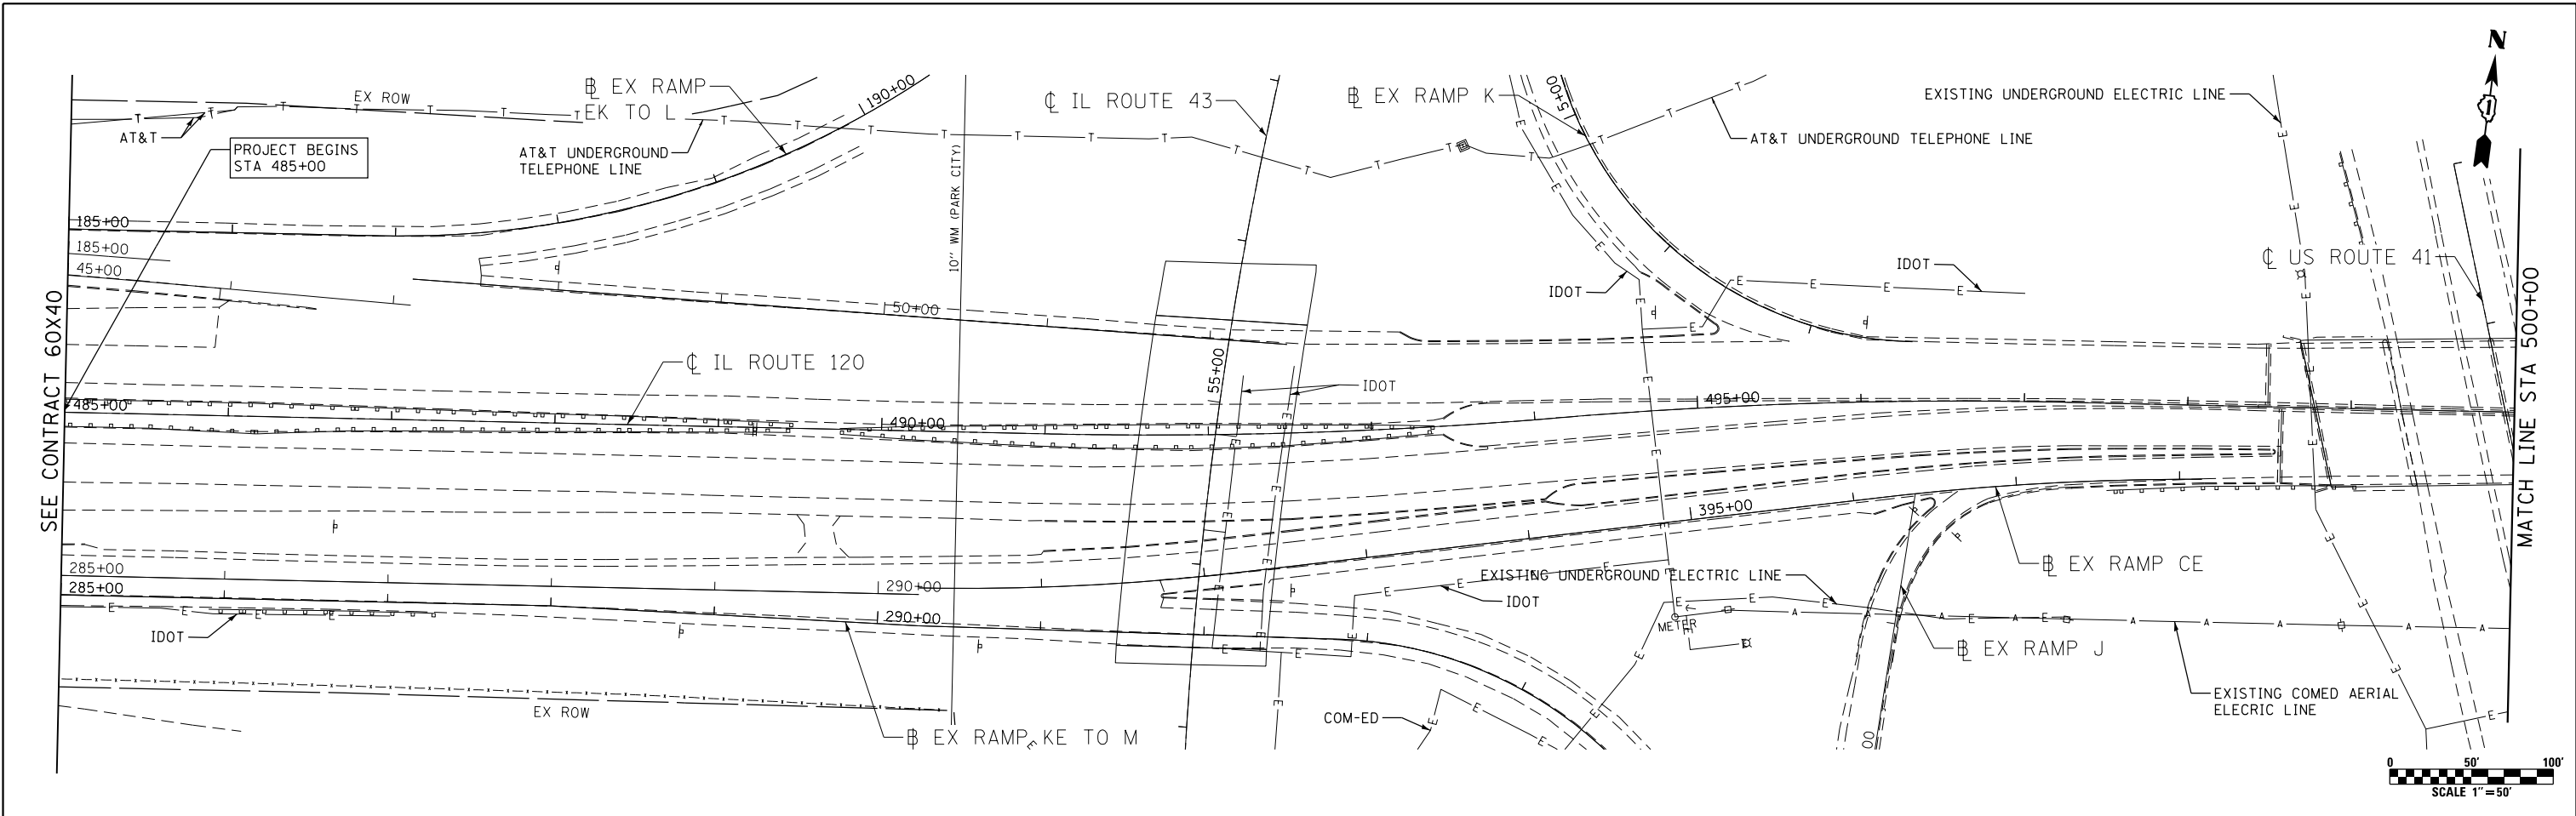 N
1
EX ROW
℄ EX RAMP
EK TO L
190+00
℄ IL ROUTE 43
℄ EX RAMP K
5+00
EXISTING UNDERGROUND ELECTRIC LINE
AT&T
PROJECT BEGINS
STA 485+00
AT&T UNDERGROUND
TELEPHONE LINE
AT&T UNDERGROUND TELEPHONE LINE
10" WM (PARK CITY)
185+00
185+00
45+00
50+00
IDOT
IDOT
℄ US ROUTE 41
SEE CONTRACT 60X40
℄ IL ROUTE 120
55+00
IDOT
MATCH LINE STA 500+00
485+00
490+00
495+00
395+00
285+00
285+00
290+00
290+00
IDOT
EXISTING UNDERGROUND ELECTRIC LINE
IDOT
METER
℄ EX RAMP CE
℄ EX RAMP J
EX ROW
℄ EX RAMP KE TO M
COM-ED
00
EXISTING COMED AERIAL
ELECRIC LINE
0 50' 100'
SCALE 1"=50'